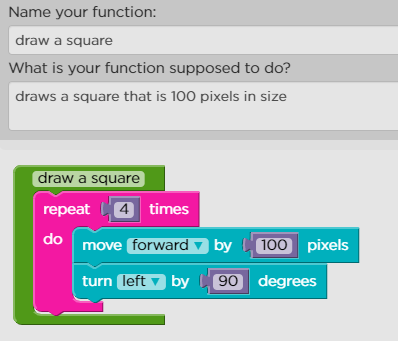 Name your function:
draw a square
What is your function supposed to do?
draws a square that is 100 pixels in size
draw a square
repeat 4 times
do move forward ▼ by 100 pixels
turn left ▼ by 90 degrees